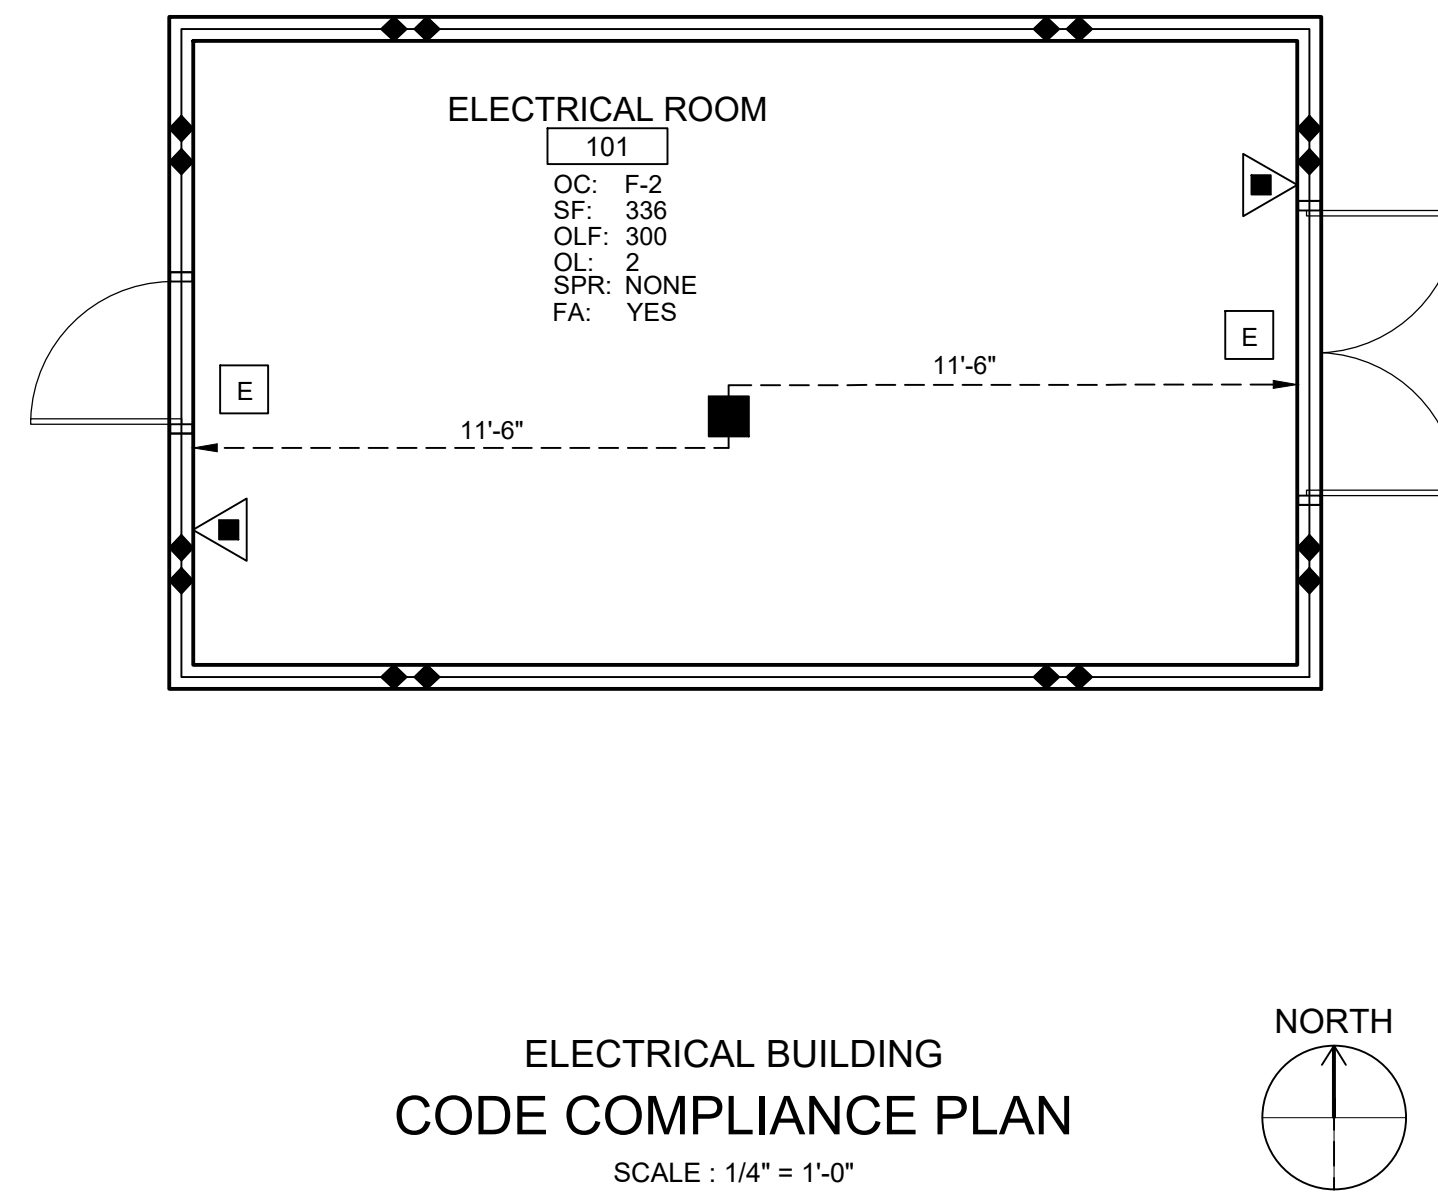 ELECTRICAL ROOM
101
OC: F-2
SF: 336
OLF: 300
OL: 2
SPR: NONE
FA: YES
E
11'-6"
E
11'-6"
NORTH
ELECTRICAL BUILDING
CODE COMPLIANCE PLAN
SCALE : 1/4" = 1'-0"